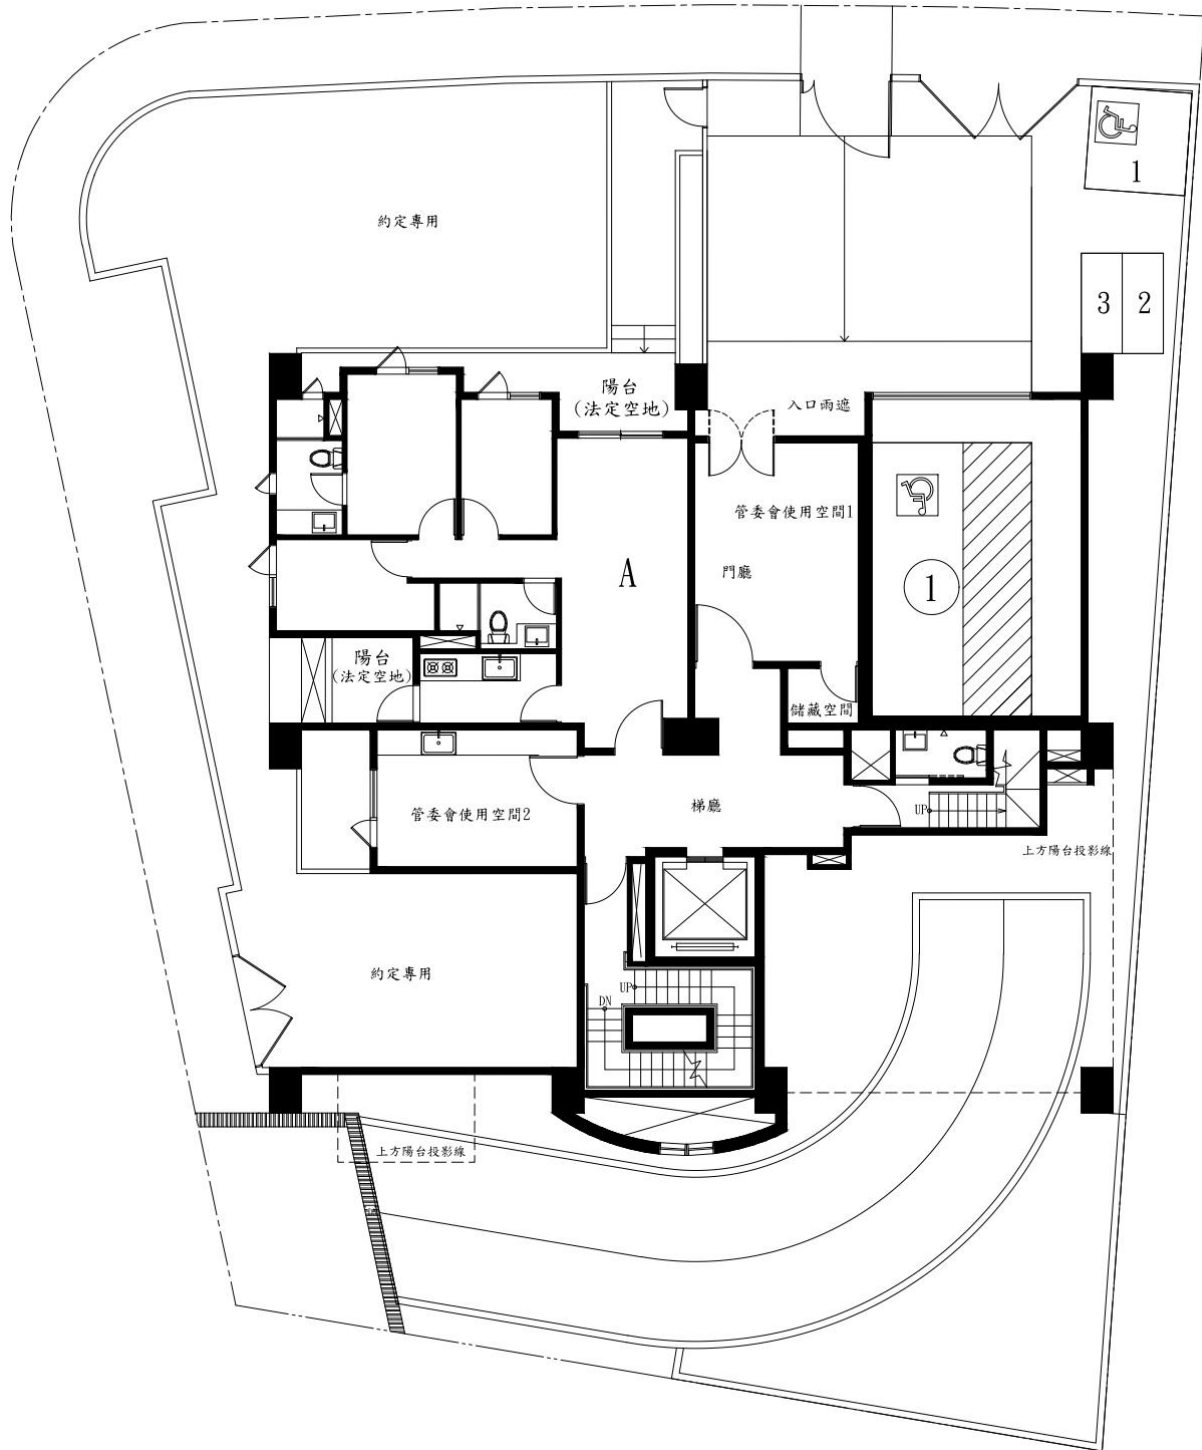 1
約定專用
3 2
陽台
(法定空地)
入口雨遮
管委會使用空間1
A
門廳
1
陽台
(法定空地)
儲藏空間
管委會使用空間2
梯廳
UP
上方陽台投影線
約定專用
UP
DN
上方陽台投影線